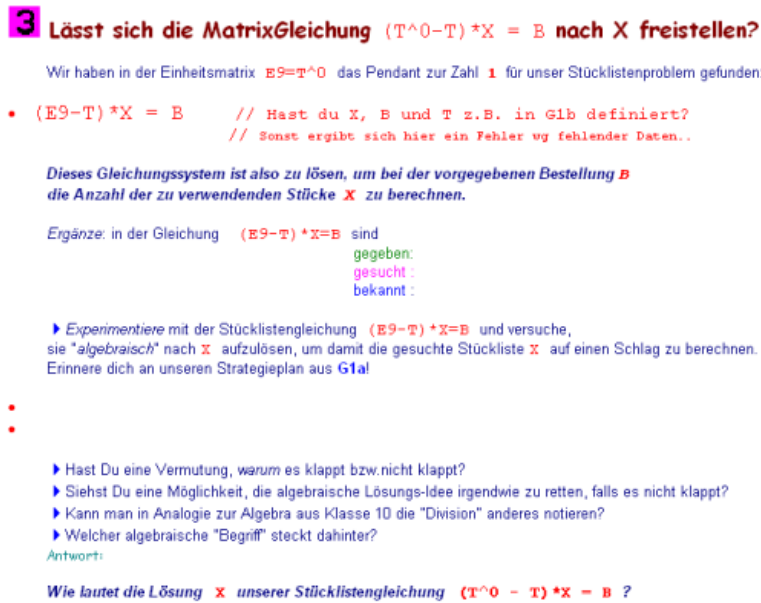 3 Lässt sich die MatrixGleichung (T^0-T)*X = B nach X freistellen?
Wir haben in der Einheitsmatrix E9=T^0 das Pendant zur Zahl 1 für unser Stücklistenproblem gefunden:
• (E9-T)*X = B // Hast du X, B und T z.B. in G1b definiert?
// Sonst ergibt sich hier ein Fehler wg fehlender Daten..
Dieses Gleichungssystem ist also zu lösen, um bei der vorgegebenen Bestellung B
die Anzahl der zu verwendenden Stücke X zu berechnen.
Ergänze: in der Gleichung (E9-T)*X=B sind
gegeben:
gesucht :
bekannt :
Experimentiere mit der Stücklistengleichung (E9-T)*X=B und versuche,
sie "algebraisch" nach X aufzulösen, um damit die gesuchte Stückliste X auf einen Schlag zu berechnen.
Erinnere dich an unseren Strategieplan aus G1a!
Hast Du eine Vermutung, warum es klappt bzw.nicht klappt?
Siehst Du eine Möglichkeit, die algebraische Lösungs-Idee irgendwie zu retten, falls es nicht klappt?
Kann man in Analogie zur Algebra aus Klasse 10 die "Division" anderes notieren?
Welcher algebraische "Begriff" steckt dahinter?
Antwort:
Wie lautet die Lösung X unserer Stücklistengleichung (T^0 - T)*X = B ?